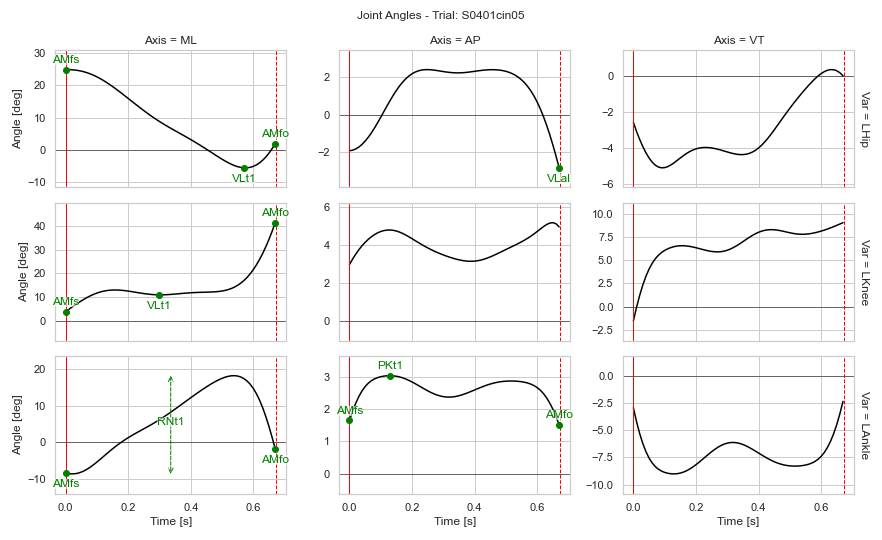 Joint Angles - Trial: S0401cin05
Axis = ML
Axis = AP
Axis = VT
Angle [deg]
30
20
10
0
−10
AMfs
VLt1
AMfo
2
0
−2
VLal
0
−2
−4
−6
Var = LHip
Angle [deg]
40
30
20
10
0
AMfs
VLt1
AMfo
6
4
2
0
10.0
7.5
5.0
2.5
0.0
−2.5
Var = LKnee
Angle [deg]
20
10
0
−10
AMfs
RNt1
AMfo
0.0
0.2
0.4
0.6
Time [s]
3
2
1
0
AMfs
PKt1
AMfo
0.0
0.2
0.4
0.6
Time [s]
0.0
−2.5
−5.0
−7.5
−10.0
Var = LAnkle
0.0
0.2
0.4
0.6
Time [s]